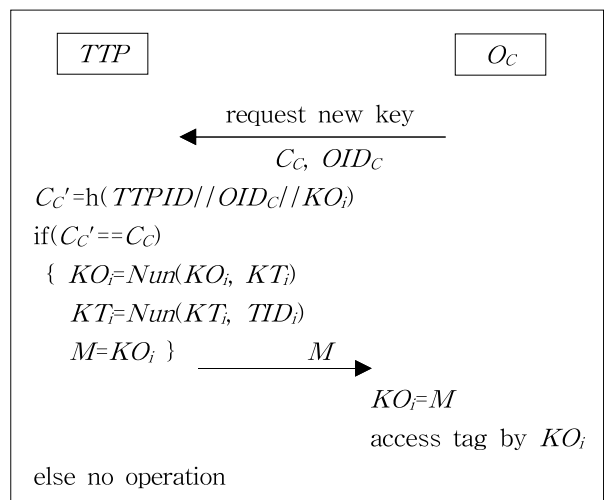 TTP
O_C
request new key
C_C, OID_C
C_C'=h(TTPID//OID_C//KO_i)
if(C_C'==C_C)
{ KO_i=Nun(KO_i, KT_i)
KT_i=Nun(KT_i, TID_i)
M=KO_i }
M
KO_i=M
access tag by KO_i
else no operation